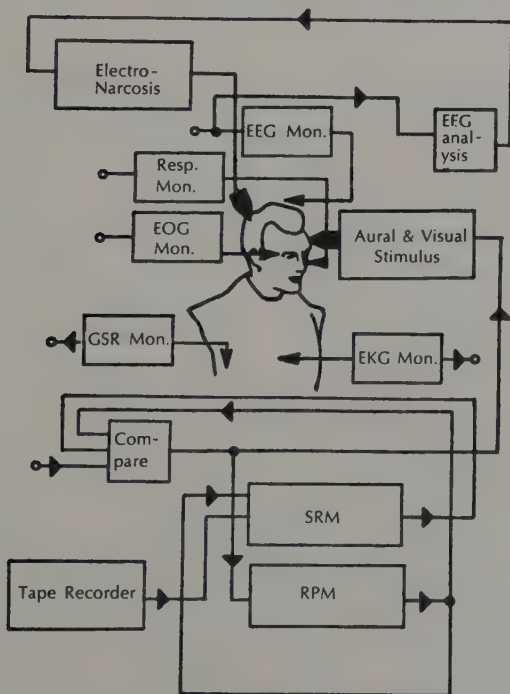 Electro-
Narcosis
EEG Mon.
EEG
anal-
ysis
Resp.
Mon.
EOG
Mon.
Aural & Visual
Stimulus
GSR Mon.
EKG Mon.
Com-
pare
SRM
Tape Recorder
RPM